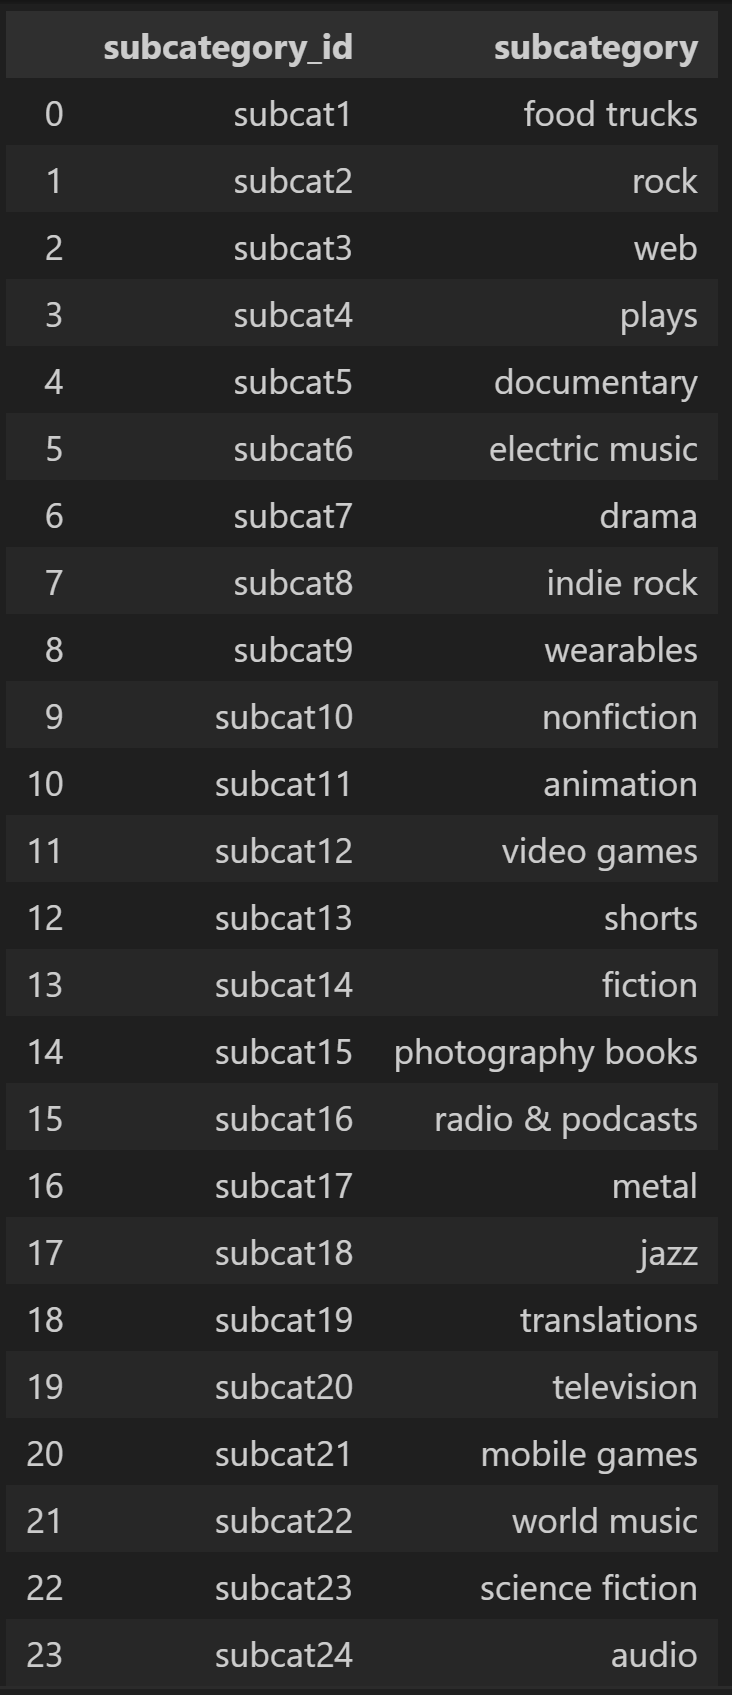 subcategory_id subcategory
0 subcat1 food trucks
1 subcat2 rock
2 subcat3 web
3 subcat4 plays
4 subcat5 documentary
5 subcat6 electric music
6 subcat7 drama
7 subcat8 indie rock
8 subcat9 wearables
9 subcat10 nonfiction
10 subcat11 animation
11 subcat12 video games
12 subcat13 shorts
13 subcat14 fiction
14 subcat15 photography books
15 subcat16 radio & podcasts
16 subcat17 metal
17 subcat18 jazz
18 subcat19 translations
19 subcat20 television
20 subcat21 mobile games
21 subcat22 world music
22 subcat23 science fiction
23 subcat24 audio